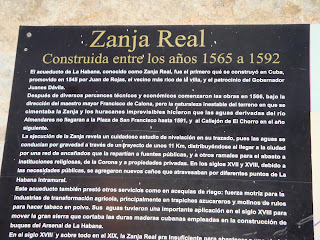 Zanja Real
Construida entre los años 1565 a 1592
El acueducto de La Habana, conocido como Zanja Real, fue el primero que se construyó en Cuba,
promovido en 1545 por Juan de Rojas, el vecino más rico de la villa, y el patricinio del Gobernador
Juanes Dávila.
Después de diversos percances técnicos y económicos comenzaron las obras en 1566, bajo la
dirección del maestro mayor Francisco de Calona, pero la naturaleza inestable del terreno en que se
cimentaba la Zanja y los huracanes imprevisibles hicieron que las aguas derivadas del río
Almendares no llegaran a la Plaza de San Francisco hasta 1591, y al Callejón de El Chorro en el año
siguiente.
La ejecución de la Zanja revela un cuidadoso estudio de nivelación en su trazado, pues las aguas se
conducían por gravedad a través de un trayecto de unos 11 Km, distribuyéndose al llegar a la ciudad
por una red de encañados que la repartían a fuentes públicas, y a otros ramales para el abasto a
instituciones religiosas, de la Corona y a propiedades privadas. En los siglos XVII y XVIII, debido a
las necesidades públicas, se agregaron nuevos caños que atravesaban por diferentes puntos de La
Habana intramural.
Este acueducto también prestó otros servicios como en acequias de riego: fuerza motriz para la
industrias de transformación agrícola, principalmente en trapiches azucareros y molinos de rulos
para hacer tabaco en polvo. Sus aguas tuvieron una importante aplicación en el siglo XVIII para
mover la gran sierra que cortaba las duras maderas cubanas empleadas en la construcción de
buques del Arsenal de La Habana.
En el siglo XVIII y sobre todo en el XIX, la Zanja Real era insuficiente para